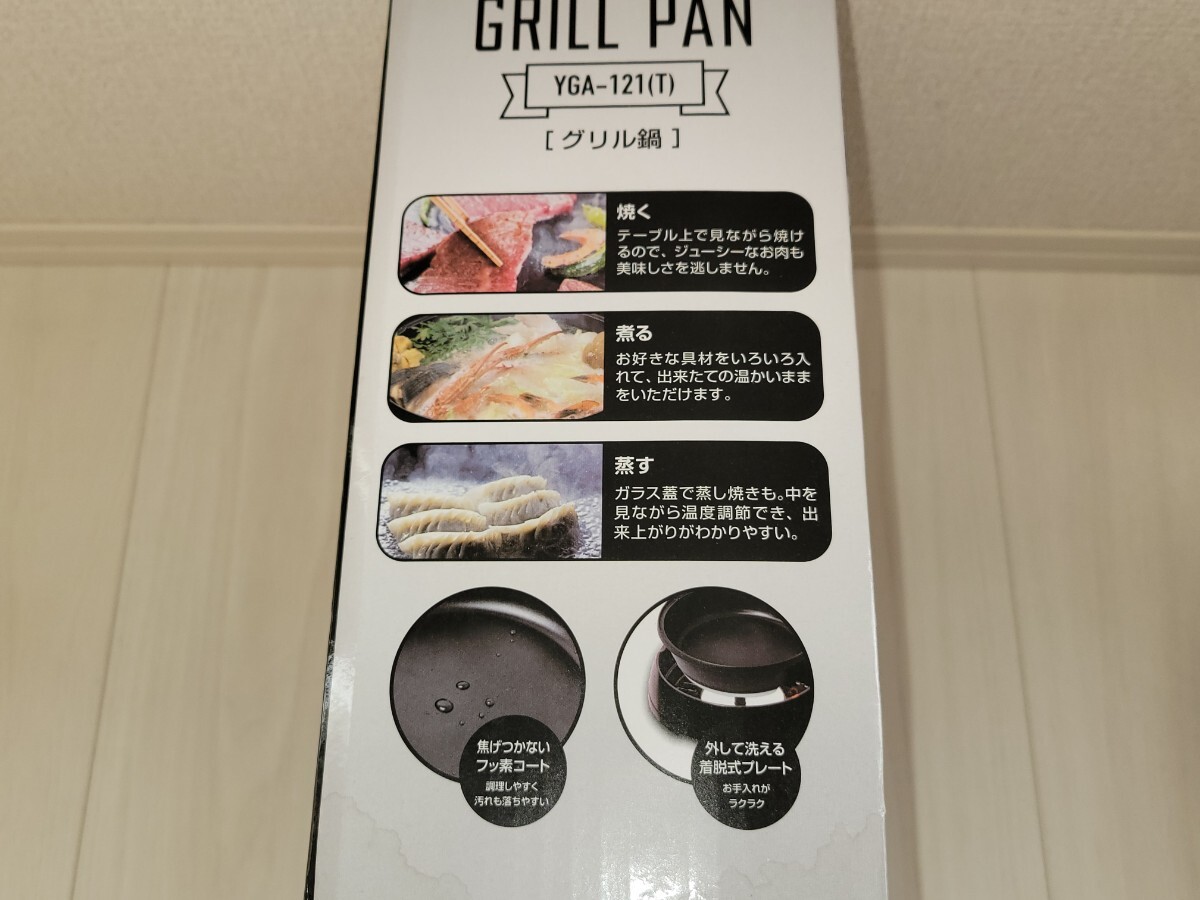 GRILL PAN
YGA-121(T)
[グリル鍋]
焼く
テーブル上で見ながら焼け
るので、ジューシーなお肉も
美味しさを逃しません。
煮る
お好きな具材をいろいろ入
れて、出来たての温かいまま
をいただけます。
蒸す
ガラス蓋で蒸し焼きも。中を
見ながら温度調節でき、出
来上がりがわかりやすい。
焦げつかない
フッ素コート
調理しやすく
汚れも落ちやすい
外して洗える
着脱式プレート
お手入れが
ラクラク